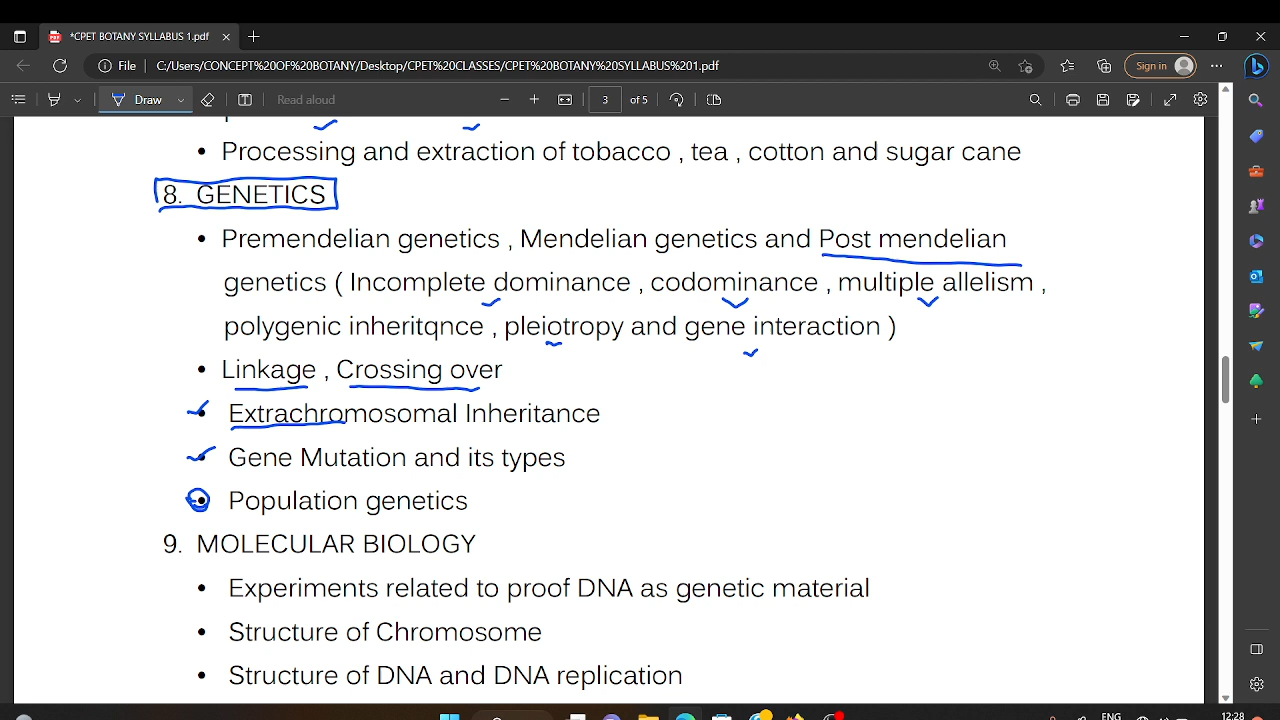 *CPET BOTANY SYLLABUS 1.pdf
File C:/Users/CONCEPT%20OF%20BOTANY/Desktop/CPET%20CLASSES/CPET%20BOTANY%20SYLLABUS%201.pdf
Sign in
Draw
Read aloud
3 of 5
• Processing and extraction of tobacco , tea , cotton and sugar cane
8. GENETICS
• Premendelian genetics , Mendelian genetics and Post mendelian
genetics ( Incomplete dominance , codominance , multiple allelism ,
polygenic inheritqnce , pleiotropy and gene interaction )
• Linkage , Crossing over
• Extrachromosomal Inheritance
• Gene Mutation and its types
• Population genetics
9. MOLECULAR BIOLOGY
• Experiments related to proof DNA as genetic material
• Structure of Chromosome
• Structure of DNA and DNA replication
ENG
12:28